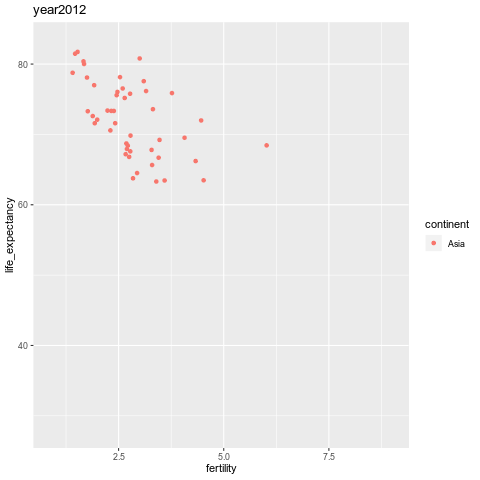 year2012
life_expectancy
80
60
40
2.5 5.0 7.5
fertility
continent
Asia